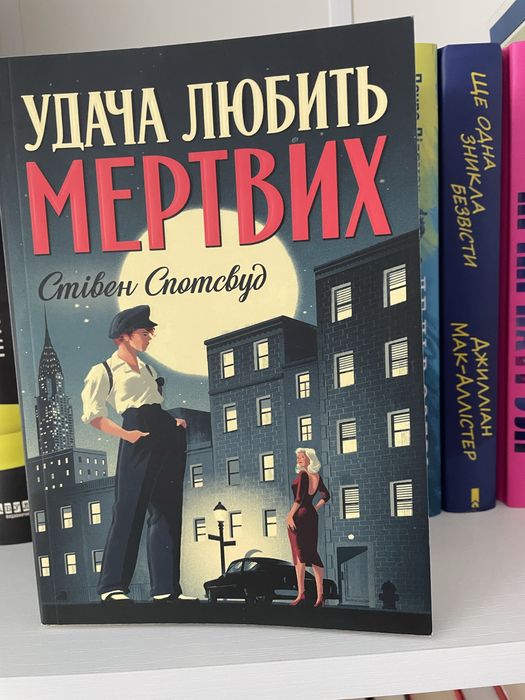 УДАЧА ЛЮБИТЬ
МЕРТВИХ
Стівен Спотсвуд
ЩЕ ОДНА
ЗНИКЛА
БЕЗВІСТИ
ДЖИЛЛІАН
МАК-АЛЛІСТЕР